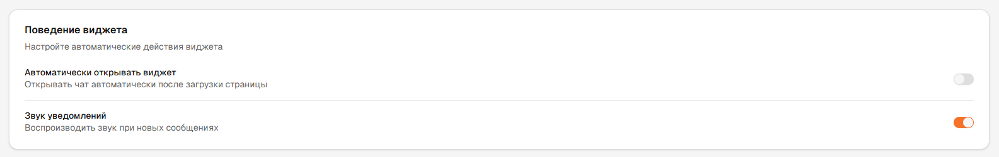 Поведение виджета
Настройте автоматические действия виджета
Автоматически открывать виджет
Открывать чат автоматически после загрузки страницы
Звук уведомлений
Воспроизводить звук при новых сообщениях